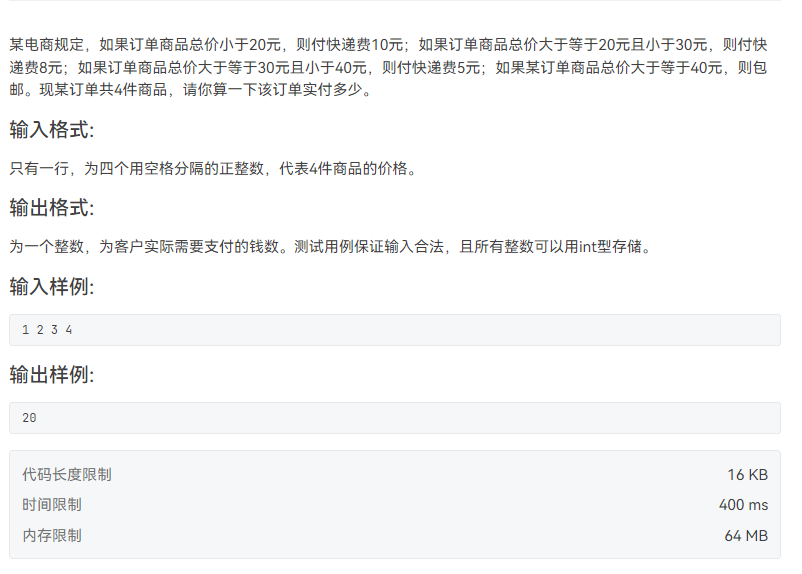 某电商规定，如果订单商品总价小于20元，则付快递费10元；如果订单商品总价大于等于20元且小于30元，则付快
递费8元；如果订单商品总价大于等于30元且小于40元，则付快递费5元；如果某订单商品总价大于等于40元，则包
邮。现某订单共4件商品，请你算一下该订单实付多少。
输入格式:
只有一行，为四个用空格分隔的正整数，代表4件商品的价格。
输出格式:
为一个整数，为客户实际需要支付的钱数。测试用例保证输入合法，且所有整数可以用int型存储。
输入样例:
1 2 3 4
输出样例:
20
代码长度限制 16 KB
时间限制 400 ms
内存限制 64 MB